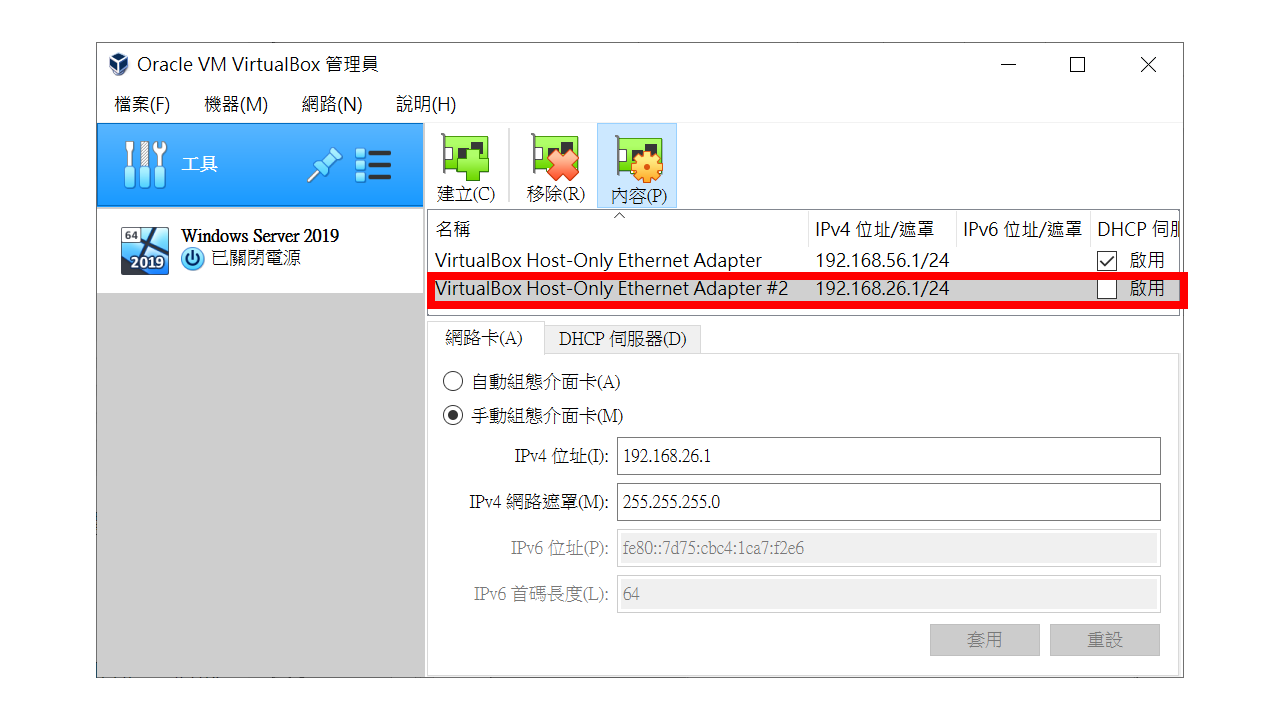 Oracle VM VirtualBox 管理員
檔案(F) 機器(M) 網路(N) 說明(H)
工具
建立(C) 移除(R) 內容(P)
64
2019
Windows Server 2019
已關閉電源
名稱 IPv4 位址/遮罩 IPv6 位址/遮罩 DHCP 伺服
VirtualBox Host-Only Ethernet Adapter 192.168.56.1/24 啟用
VirtualBox Host-Only Ethernet Adapter #2 192.168.26.1/24 啟用
網路卡(A) DHCP 伺服器(D)
自動組態介面卡(A)
手動組態介面卡(M)
IPv4 位址(I): 192.168.26.1
IPv4 網路遮罩(M): 255.255.255.0
IPv6 位址(P): fe80::7d75:cbc4:1ca7:f2e6
IPv6 首碼長度(L): 64
套用 重設